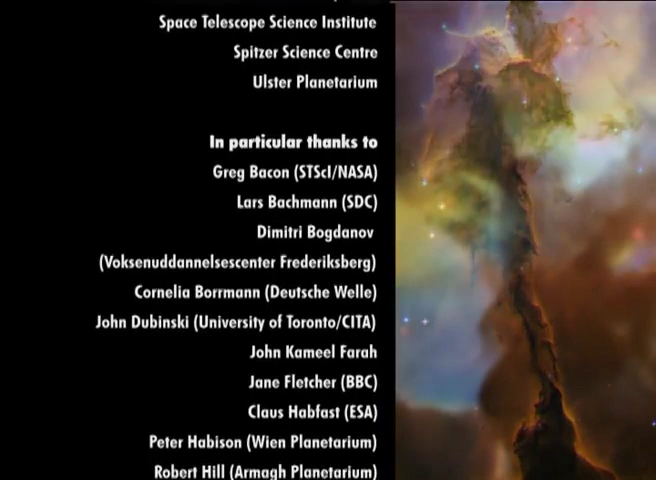 Space Telescope Science Institute
Spitzer Science Centre
Ulster Planetarium
In particular thanks to
Greg Bacon (STScI/NASA)
Lars Bachmann (SDC)
Dimitri Bogdanov
(Voksenuddannelsescenter Frederiksberg)
Cornelia Borrmann (Deutsche Welle)
John Dubinski (University of Toronto/CITA)
John Kameel Farah
Jane Fletcher (BBC)
Claus Habfast (ESA)
Peter Habison (Wien Planetarium)
Robert Hill (Armagh Planetarium)